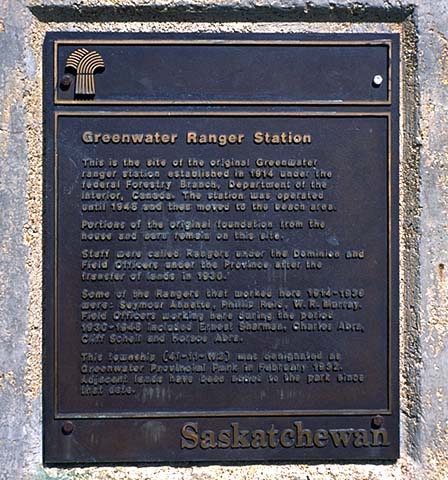 Greenwater Ranger Station
This is the site of the original Greenwater
ranger station established in 1914 under the
federal Forestry Branch, Department of the
Interior, Canada. The station was operated
until 1948 and then moved to the beach area.
Portions of the original foundation from the
house and barn remain on this site.
Staff were called Rangers under the Dominion and
Field Officers under the Province after the
transfer of lands in 1930.
Some of the Rangers that worked here 1914-1930
were: Seymour Annette, Phillip Reid, W.R. Murray.
Field Officers working here during the period
1930-1948 included Ernest Sharman, Charles Abra,
Cliff Schell and Horace Abra.
This township (41-11-W2) was designated as
Greenwater Provincial Park in February 1932.
Adjacent lands have been added to the park since
that date.
Saskatchewan